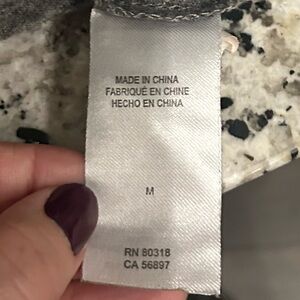 MADE IN CHINA
FABRIQUÉ EN CHINE
HECHO EN CHINA
M
RN 80318
CA 56897